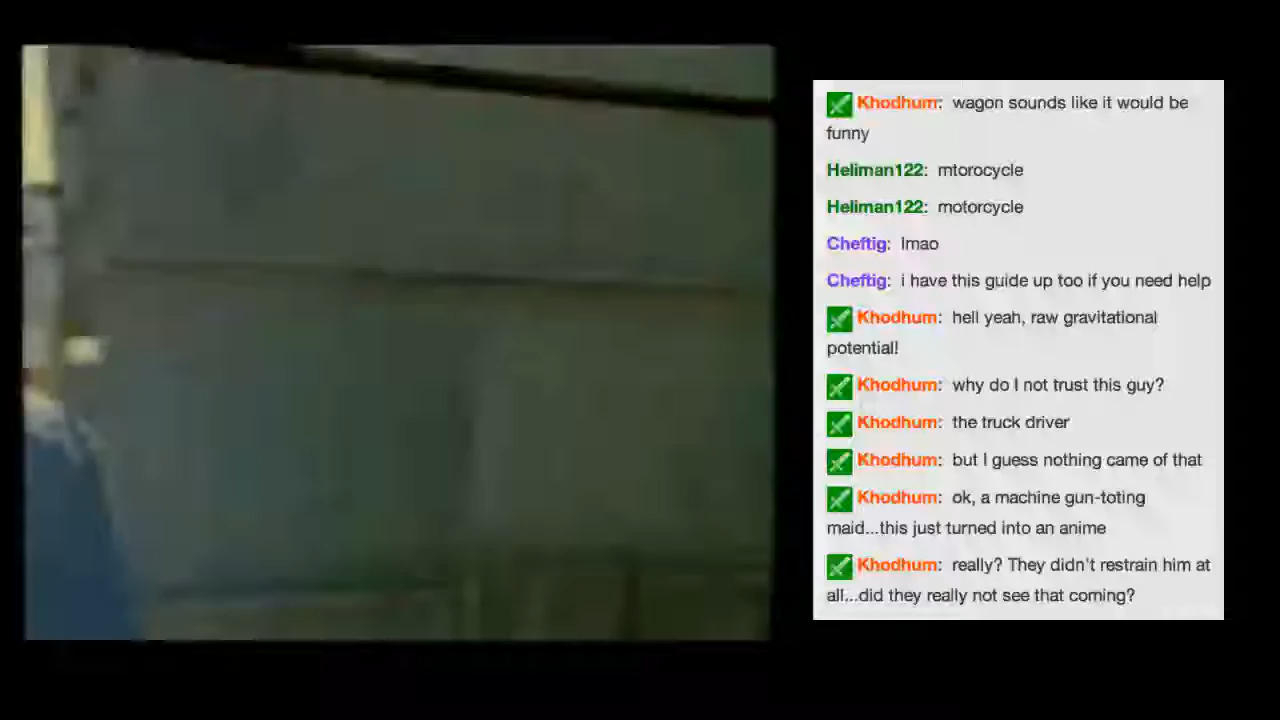 Khodhum: wagon sounds like it would be
funny
Heliman122: mtorocycle
Heliman122: motorcycle
Cheftig: lmao
Cheftig: i have this guide up too if you need help
Khodhum: hell yeah, raw gravitational
potential!
Khodhum: why do I not trust this guy?
Khodhum: the truck driver
Khodhum: but I guess nothing came of that
Khodhum: ok, a machine gun-toting
maid...this just turned into an anime
Khodhum: really? They didn't restrain him at
all...did they really not see that coming?